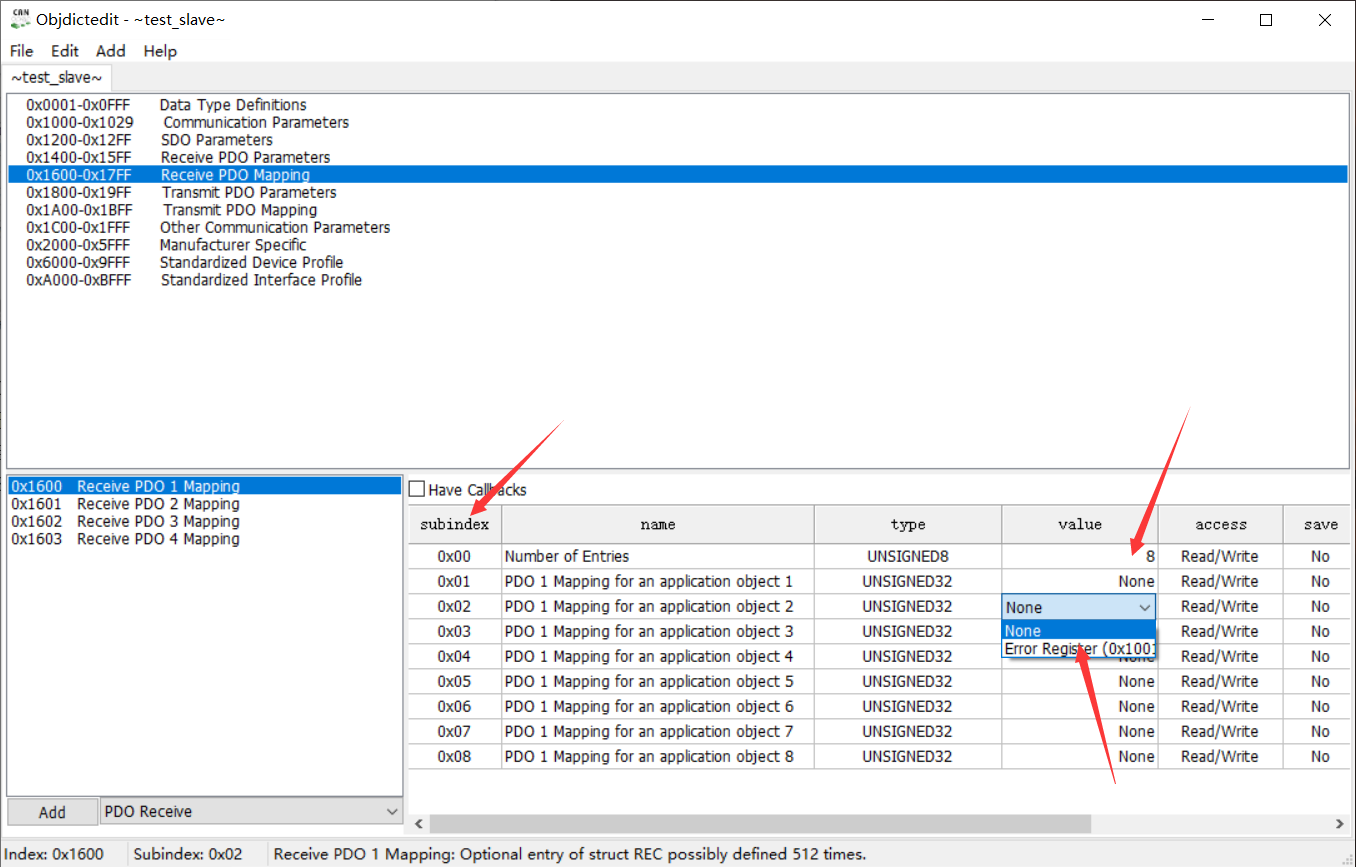 CAN
Objdictedit - ~test_slave~
File Edit Add Help
~test_slave~
0x0001-0x0FFF Data Type Definitions
0x1000-0x1029 Communication Parameters
0x1200-0x12FF SDO Parameters
0x1400-0x15FF Receive PDO Parameters
0x1600-0x17FF Receive PDO Mapping
0x1800-0x19FF Transmit PDO Parameters
0x1A00-0x1BFF Transmit PDO Mapping
0x1C00-0x1FFF Other Communication Parameters
0x2000-0x5FFF Manufacturer Specific
0x6000-0x9FFF Standardized Device Profile
0xA000-0xBFFF Standardized Interface Profile
0x1600 Receive PDO 1 Mapping
0x1601 Receive PDO 2 Mapping
0x1602 Receive PDO 3 Mapping
0x1603 Receive PDO 4 Mapping
Add PDO Receive
Have Callbacks
subindex name type value access save
0x00 Number of Entries UNSIGNED8 8 Read/Write No
0x01 PDO 1 Mapping for an application object 1 UNSIGNED32 None Read/Write No
0x02 PDO 1 Mapping for an application object 2 UNSIGNED32 None Read/Write No
0x03 PDO 1 Mapping for an application object 3 UNSIGNED32 None Read/Write No
Error Register (0x1001
0x04 PDO 1 Mapping for an application object 4 UNSIGNED32 None Read/Write No
0x05 PDO 1 Mapping for an application object 5 UNSIGNED32 None Read/Write No
0x06 PDO 1 Mapping for an application object 6 UNSIGNED32 None Read/Write No
0x07 PDO 1 Mapping for an application object 7 UNSIGNED32 None Read/Write No
0x08 PDO 1 Mapping for an application object 8 UNSIGNED32 None Read/Write No
Index: 0x1600 Subindex: 0x02 Receive PDO 1 Mapping: Optional entry of struct REC possibly defined 512 times.